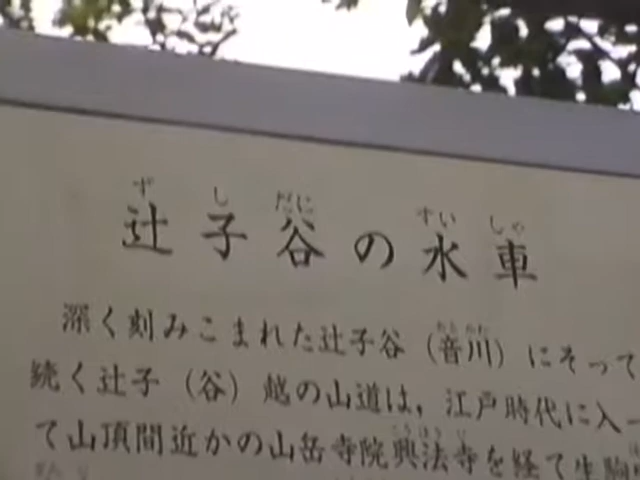 辻子谷の水車
深く刻みこまれた辻子谷（音川）にそって
続く辻子（谷）越の山道は，江戸時代に入っ
て山頂間近かの山岳寺院興法寺を経て生駒